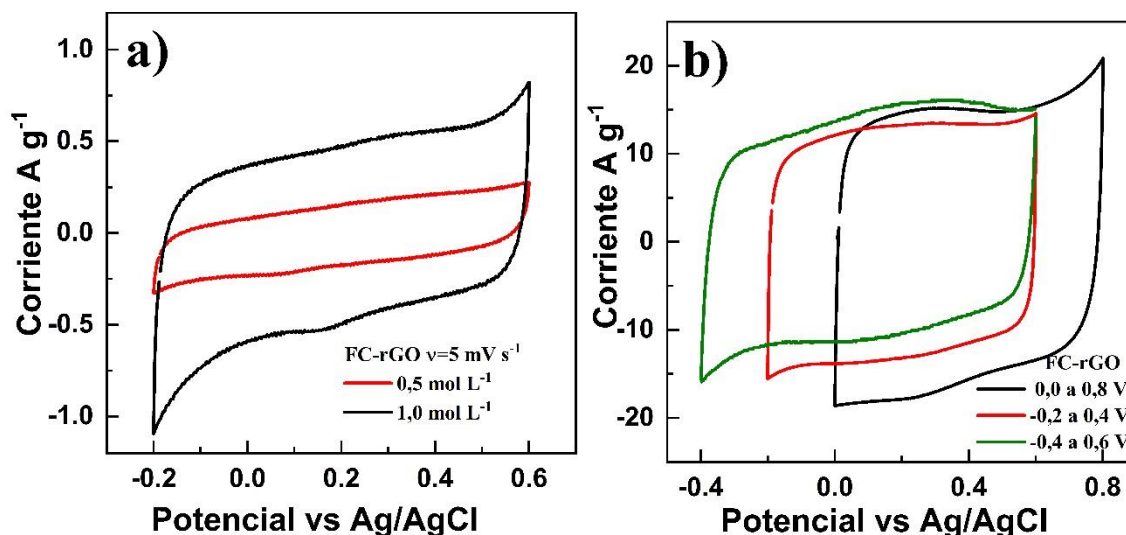 a)
Corriente A g⁻¹
1.0
0.5
0.0
-0.5
-1.0
FC-rGO ν=5 mV s⁻¹
0,5 mol L⁻¹
1,0 mol L⁻¹
-0.2 0.0 0.2 0.4 0.6
Potencial vs Ag/AgCl
b)
Corriente A g⁻¹
20
10
0
-10
-20
FC-rGO
0,0 a 0,8 V
-0,2 a 0,4 V
-0,4 a 0,6 V
-0.4 0.0 0.4 0.8
Potencial vs Ag/AgCl